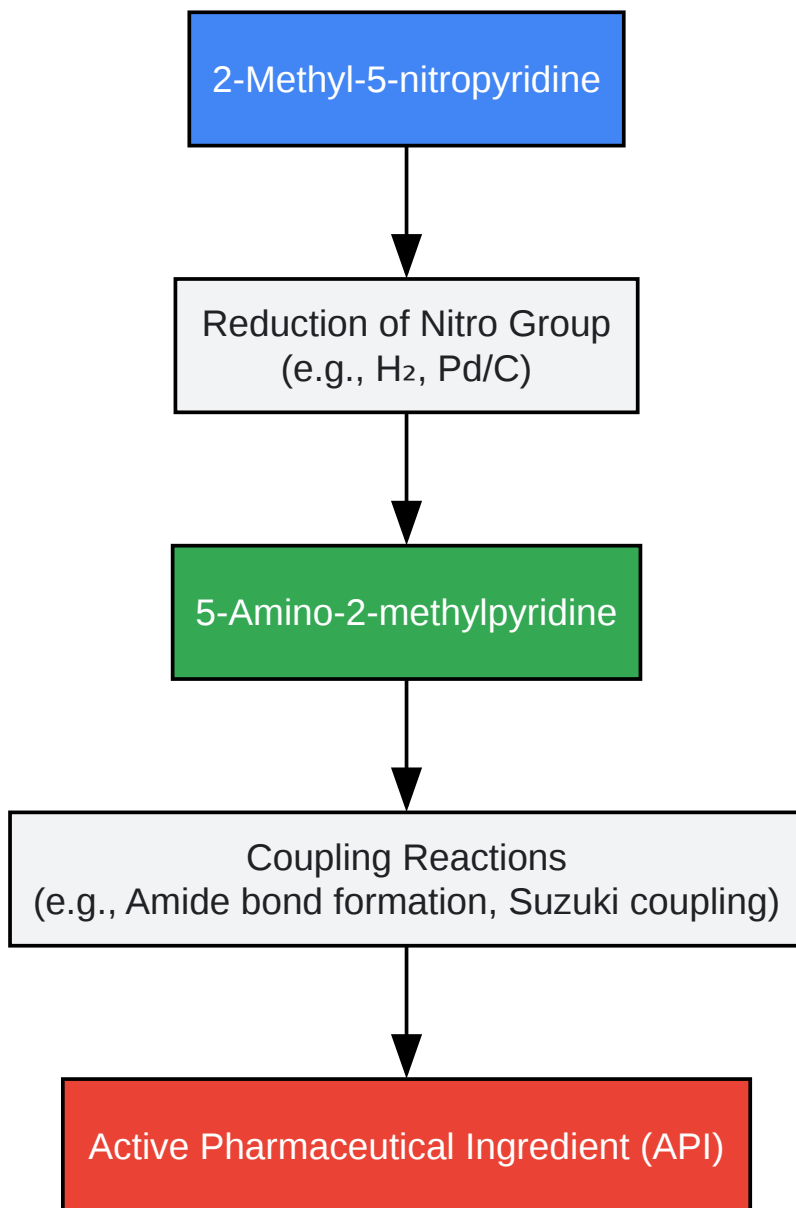 2-Methyl-5-nitropyridine
Reduction of Nitro Group
(e.g., H₂, Pd/C)
5-Amino-2-methylpyridine
Coupling Reactions
(e.g., Amide bond formation, Suzuki coupling)
Active Pharmaceutical Ingredient (API)